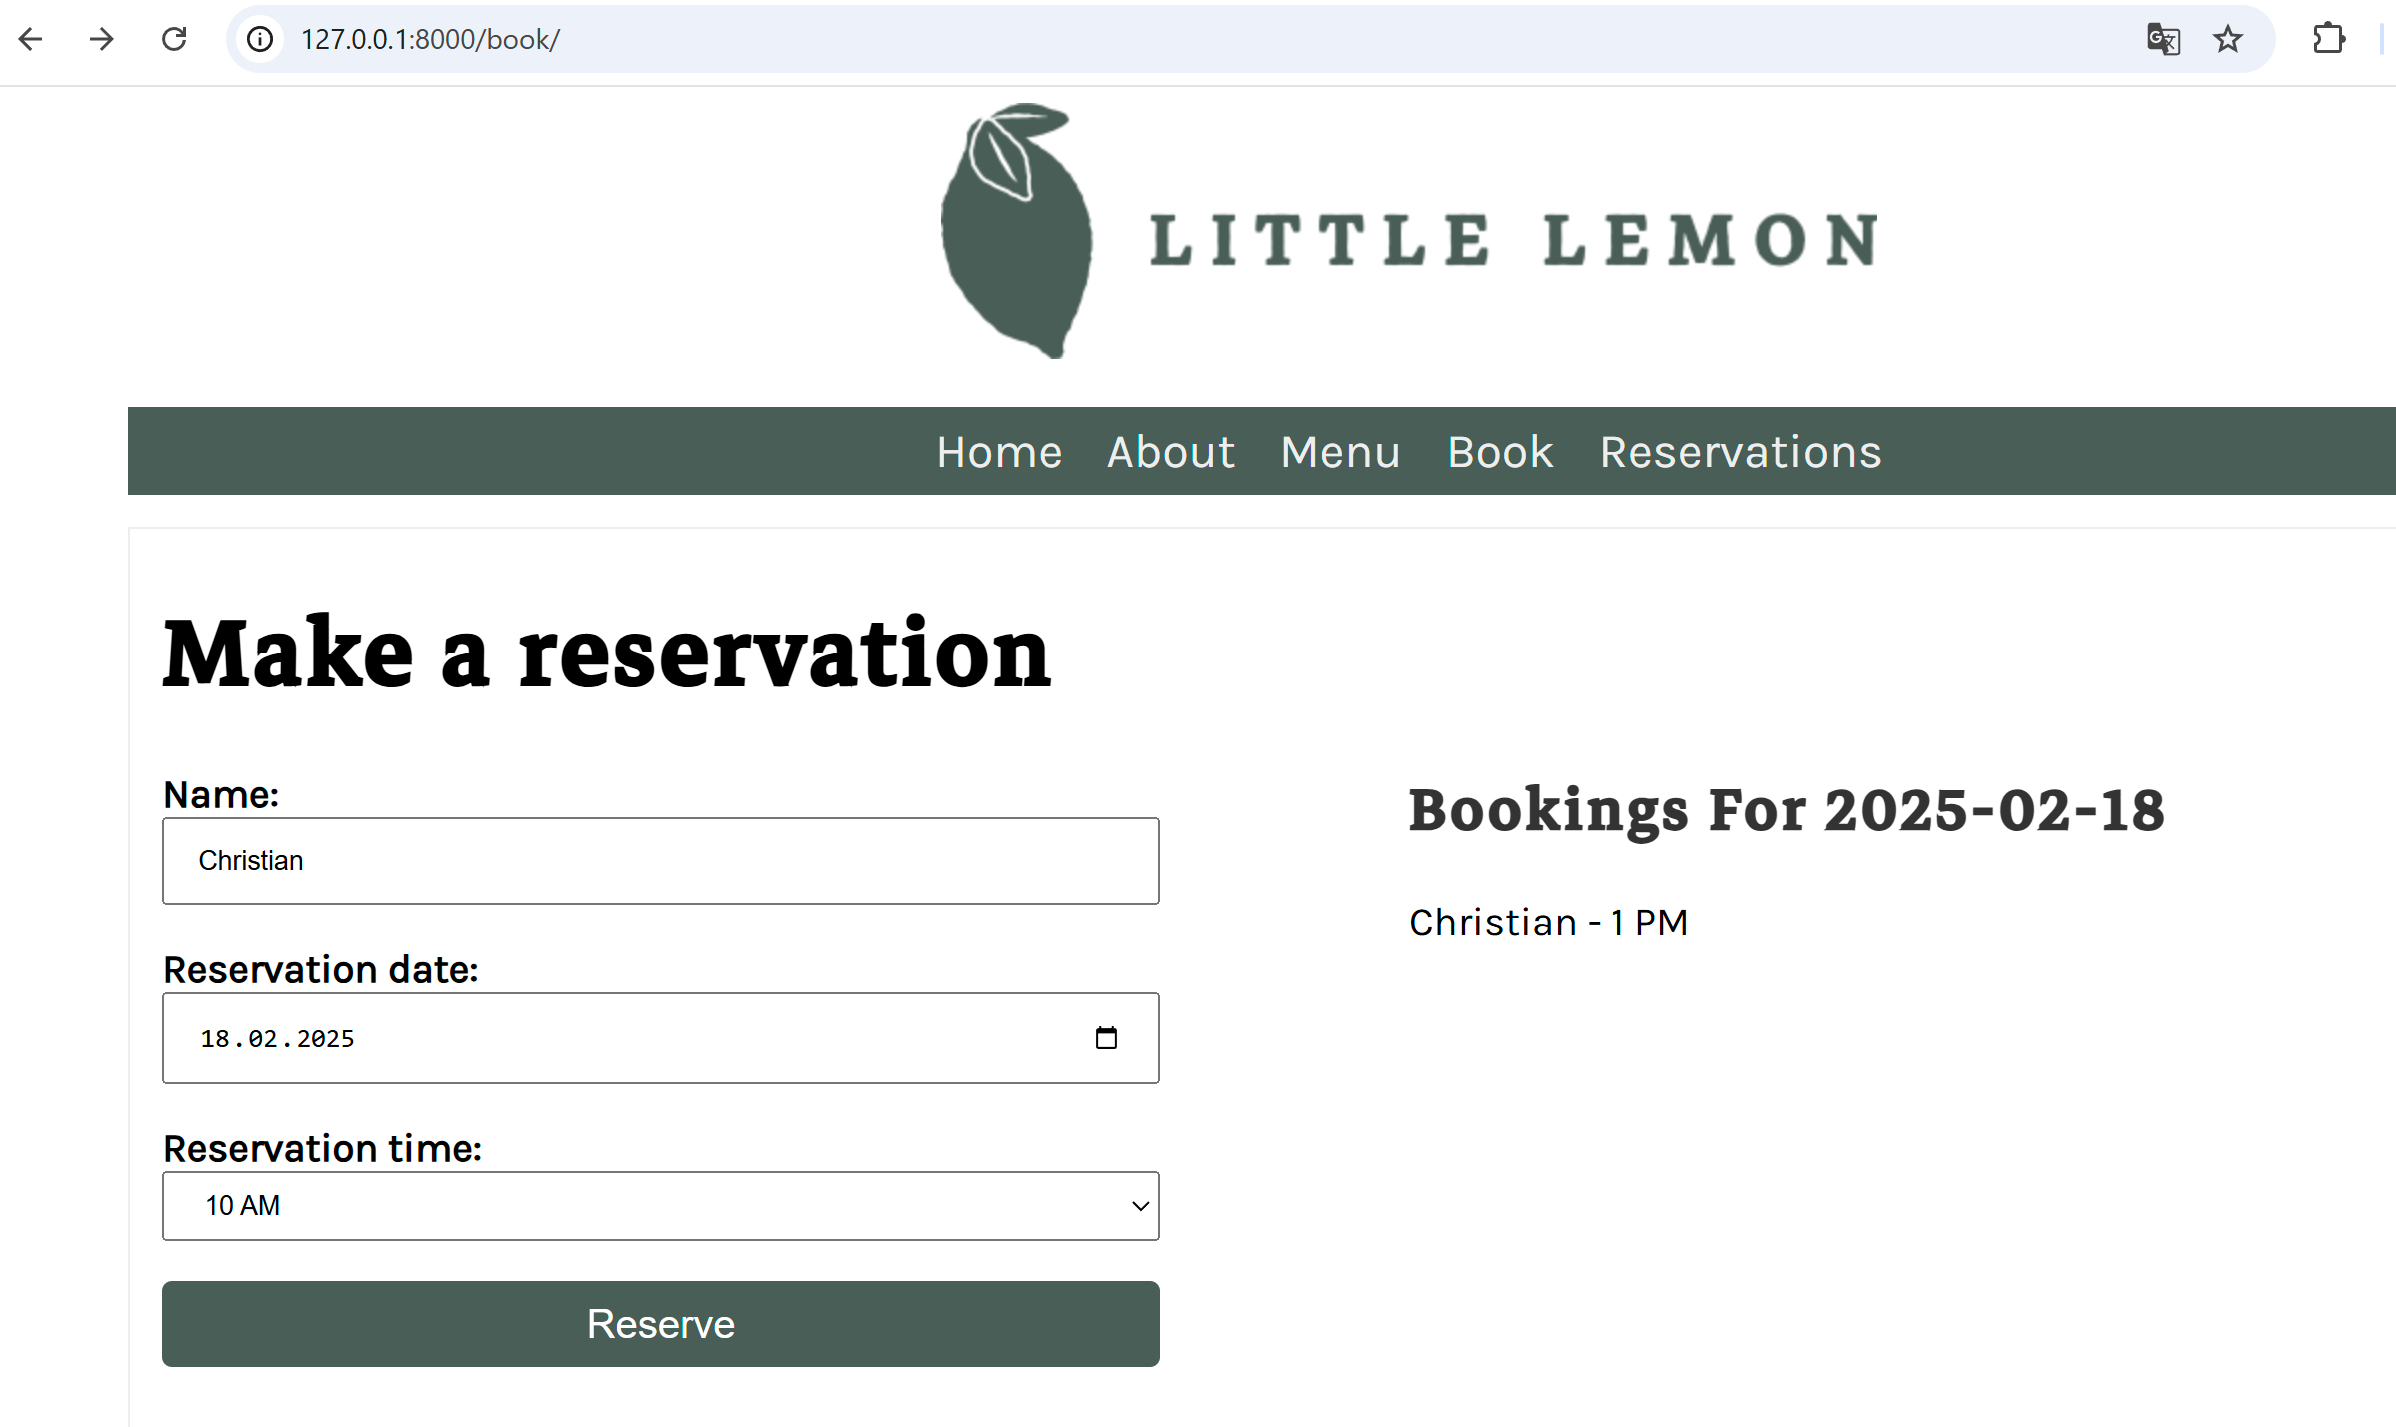 127.0.0.1:8000/book/
LITTLE LEMON
Home About Menu Book Reservations
Make a reservation
Name:
Christian
Reservation date:
18.02.2025
Reservation time:
10 AM
Reserve
Bookings For 2025-02-18
Christian - 1 PM